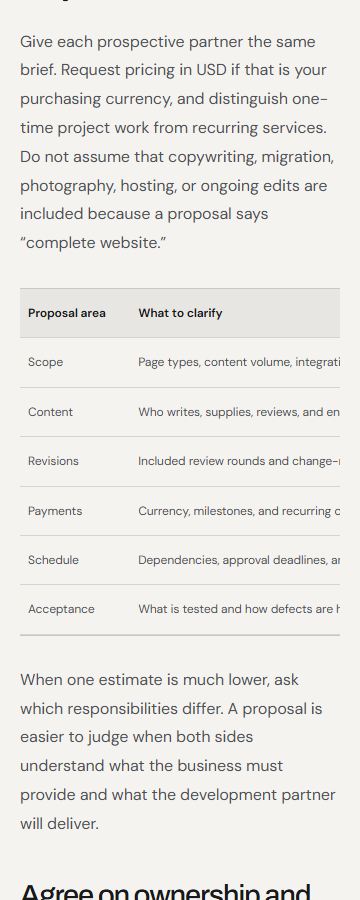 Give each prospective partner the same
brief. Request pricing in USD if that is your
purchasing currency, and distinguish one-
time project work from recurring services.
Do not assume that copywriting, migration,
photography, hosting, or ongoing edits are
included because a proposal says
“complete website.”
Proposal area What to clarify
Scope Page types, content volume,
Content Who writes, supplies, reviews, and
Revisions Included review rounds and
Payments Currency, milestones, and recurring
Schedule Dependencies, approval deadlines,
Acceptance What is tested and how defects are
When one estimate is much lower, ask
which responsibilities differ. A proposal is
easier to judge when both sides
understand what the business must
provide and what the development partner
will deliver.
Agree on ownership and